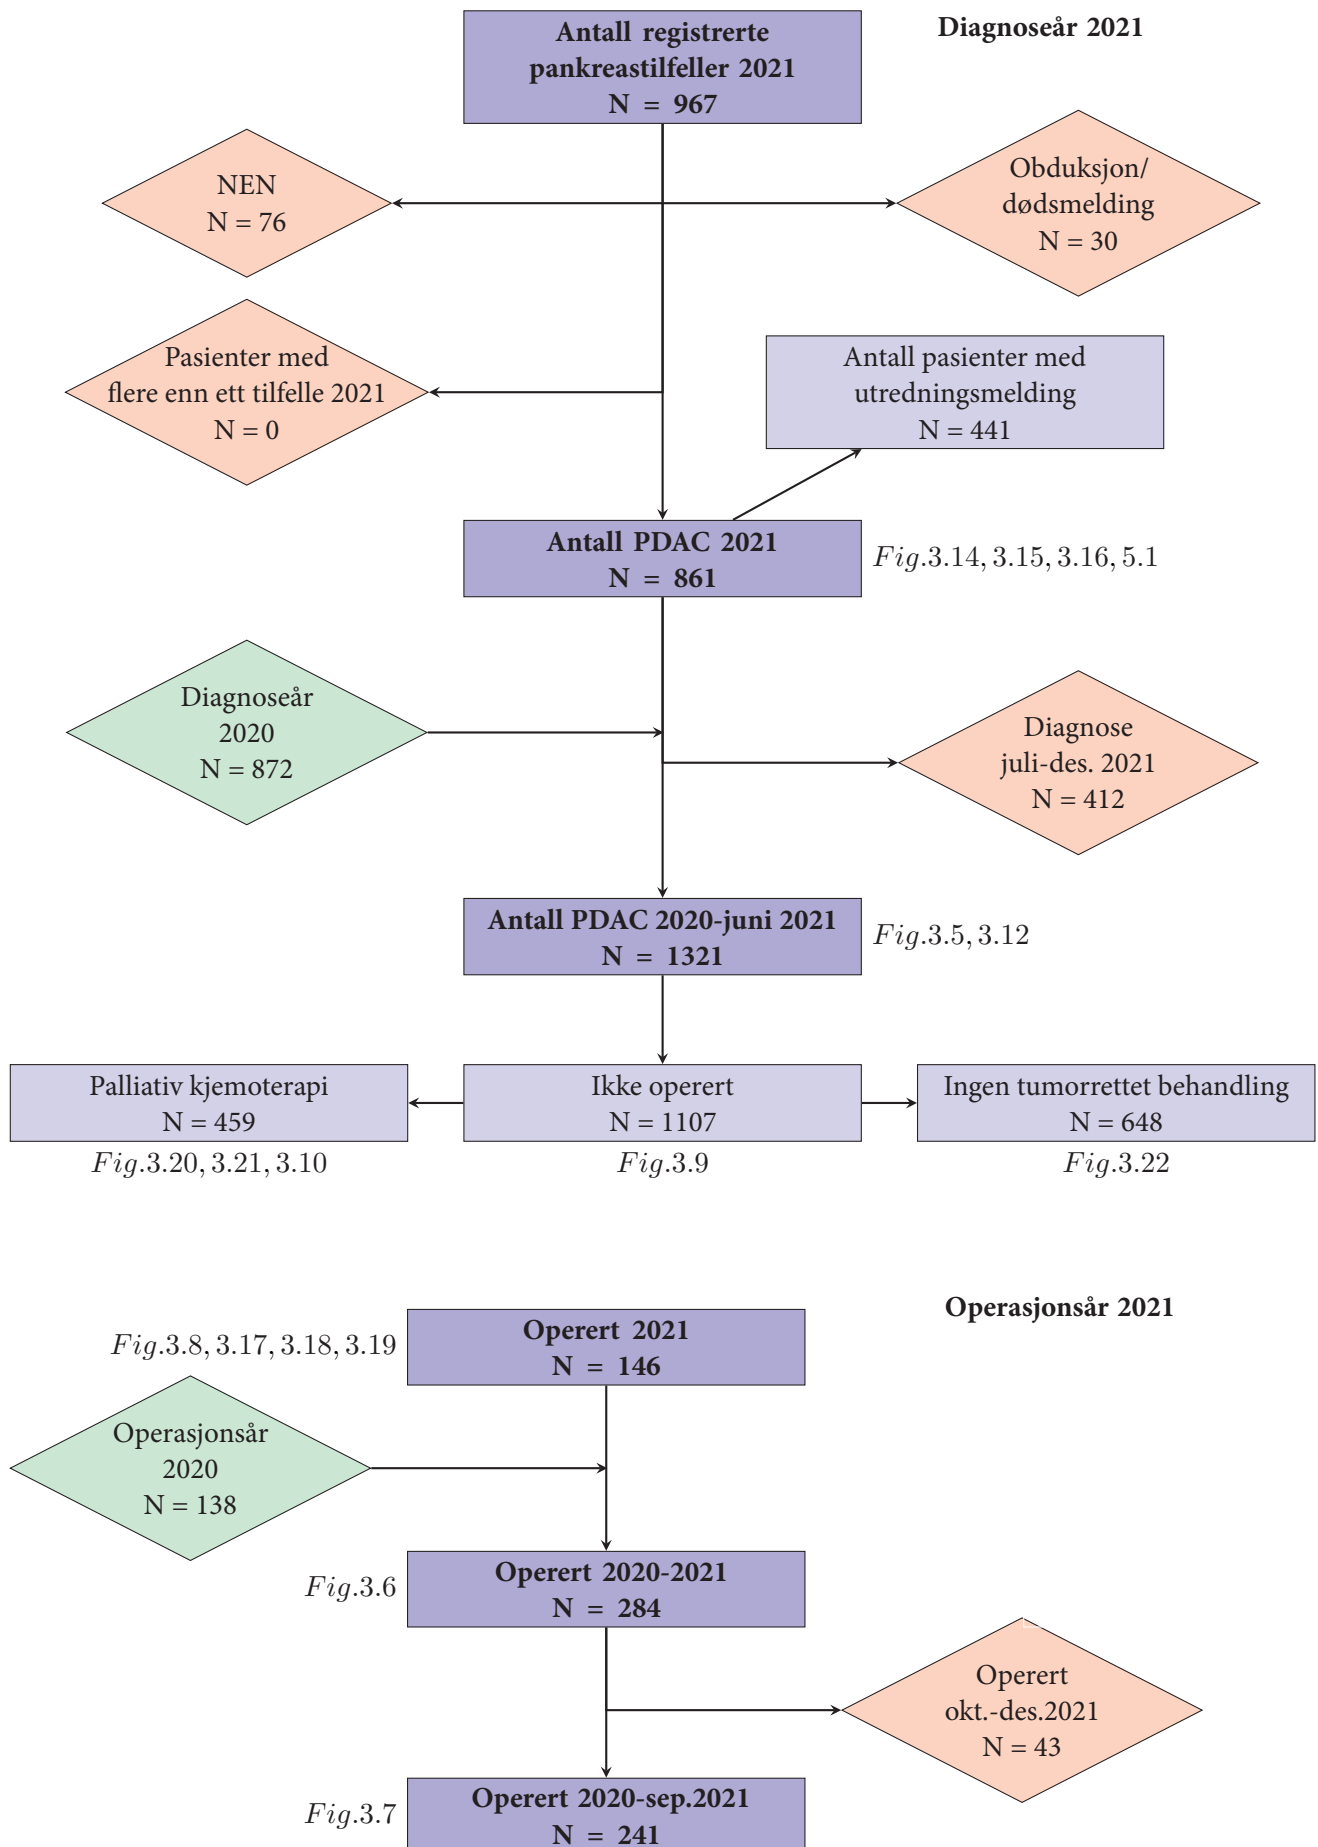 Antall registrerte
pankreastilfeller 2021
N = 967
Diagnoseår 2021
NEN
N = 76
Obduksjon/
dødsmelding
N = 30
Pasienter med
flere enn ett tilfelle 2021
N = 0
Antall pasienter med
utredningsmelding
N = 441
Antall PDAC 2021
N = 861
Fig.3.14, 3.15, 3.16, 5.1
Diagnoseår
2020
N = 872
Diagnose
juli-des. 2021
N = 412
Antall PDAC 2020-juni 2021
N = 1321
Fig.3.5, 3.12
Palliativ kjemoterapi
N = 459
Fig.3.20, 3.21, 3.10
Ikke operert
N = 1107
Fig.3.9
Ingen tumorrettet behandling
N = 648
Fig.3.22
Operasjonsår 2021
Fig.3.8, 3.17, 3.18, 3.19
Operert 2021
N = 146
Operasjonsår
2020
N = 138
Fig.3.6
Operert 2020-2021
N = 284
Operert
okt.-des.2021
N = 43
Fig.3.7
Operert 2020-sep.2021
N = 241